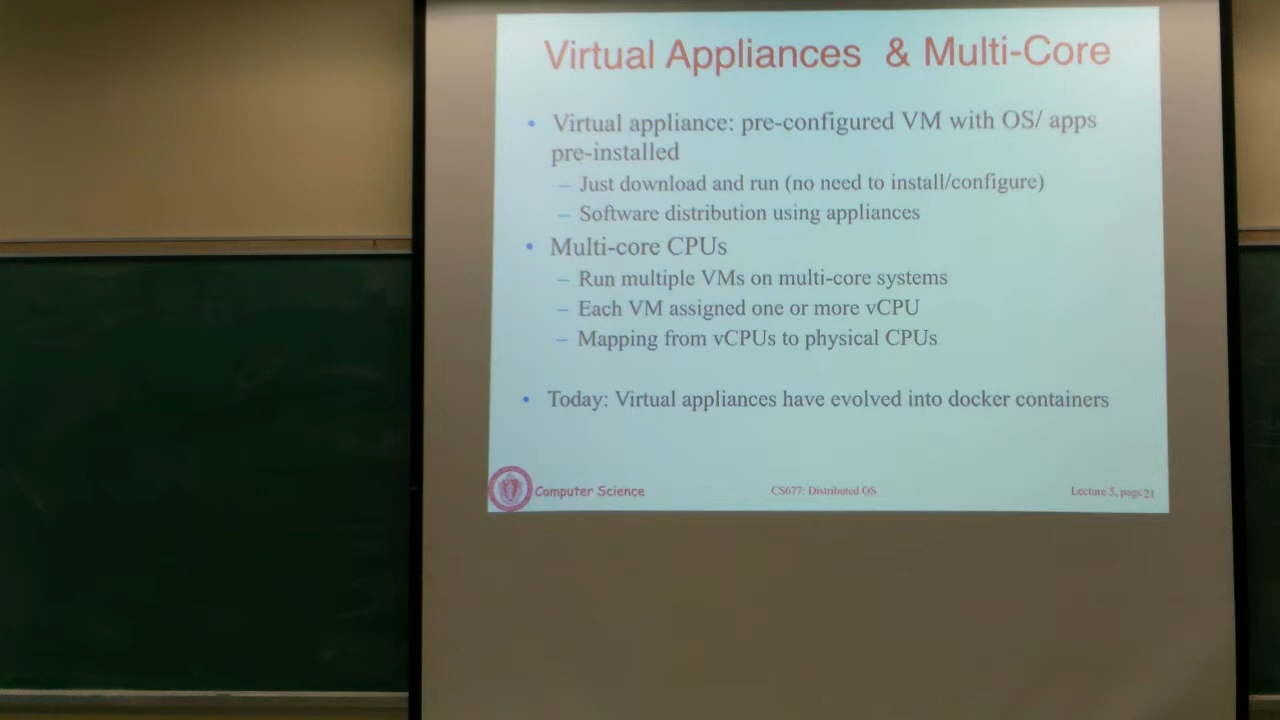 Virtual Appliances & Multi-Core
• Virtual appliance: pre-configured VM with OS/ apps
pre-installed
– Just download and run (no need to install/configure)
– Software distribution using appliances
• Multi-core CPUs
– Run multiple VMs on multi-core systems
– Each VM assigned one or more vCPU
– Mapping from vCPUs to physical CPUs
• Today: Virtual appliances have evolved into docker containers
Computer Science
CS677: Distributed OS
Lecture 5, page 21